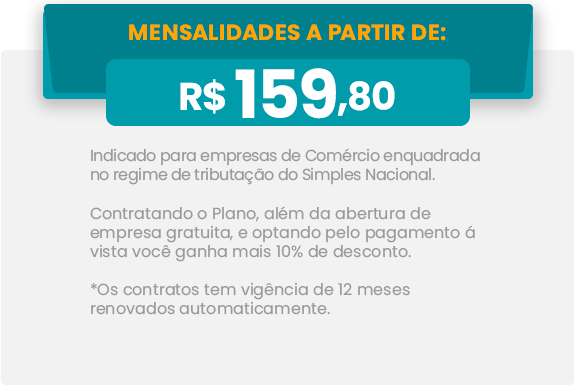 MENSALIDADES A PARTIR DE:
R$ 159,80
Indicado para empresas de Comércio enquadrada
no regime de tributação do Simples Nacional.
Contratando o Plano, além da abertura de
empresa gratuita, e optando pelo pagamento á
vista você ganha mais 10% de desconto.
*Os contratos tem vigência de 12 meses
renovados automaticamente.